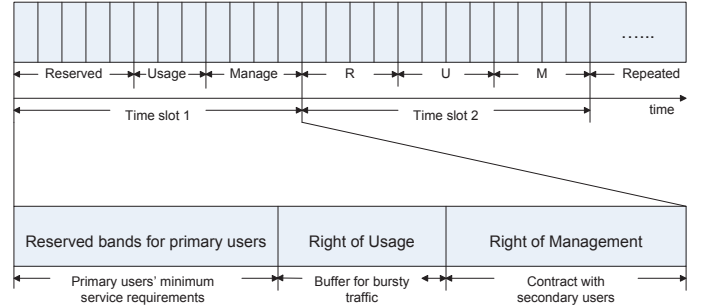 ......
Reserved Usage Manage R U M Repeated
Time slot 1 Time slot 2 time
Reserved bands for primary users Right of Usage Right of Management
Primary users' minimum service requirements
Buffer for bursty traffic
Contract with secondary users